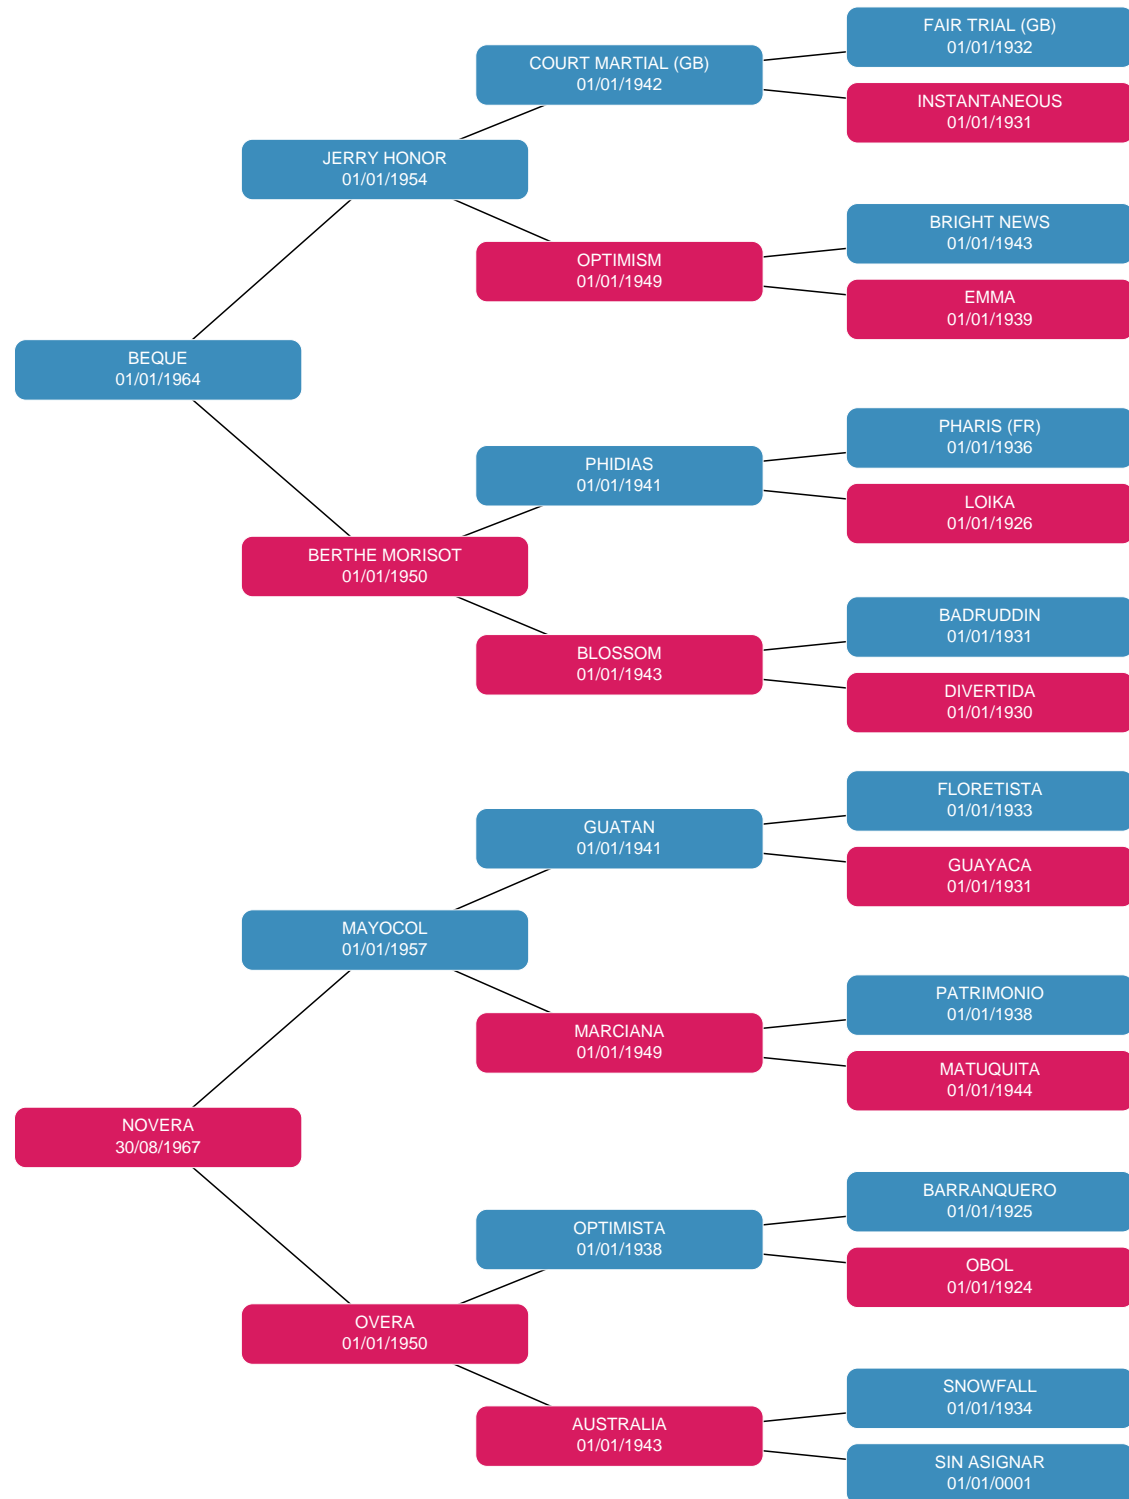 FAIR TRIAL (GB)
01/01/1932
COURT MARTIAL (GB)
01/01/1942
INSTANTANEOUS
01/01/1931
JERRY HONOR
01/01/1954
BRIGHT NEWS
01/01/1943
OPTIMISM
01/01/1949
EMMA
01/01/1939
BEQUE
01/01/1964
PHARIS (FR)
01/01/1936
PHIDIAS
01/01/1941
LOIKA
01/01/1926
BERTHE MORISOT
01/01/1950
BADRUDDIN
01/01/1931
BLOSSOM
01/01/1943
DIVERTIDA
01/01/1930
FLORETISTA
01/01/1933
GUATAN
01/01/1941
GUAYACA
01/01/1931
MAYOCOL
01/01/1957
PATRIMONIO
01/01/1938
MARCIANA
01/01/1949
MATUQUITA
01/01/1944
NOVERA
30/08/1967
BARRANQUERO
01/01/1925
OPTIMISTA
01/01/1938
OBOL
01/01/1924
OVERA
01/01/1950
SNOWFALL
01/01/1934
AUSTRALIA
01/01/1943
SIN ASIGNAR
01/01/0001